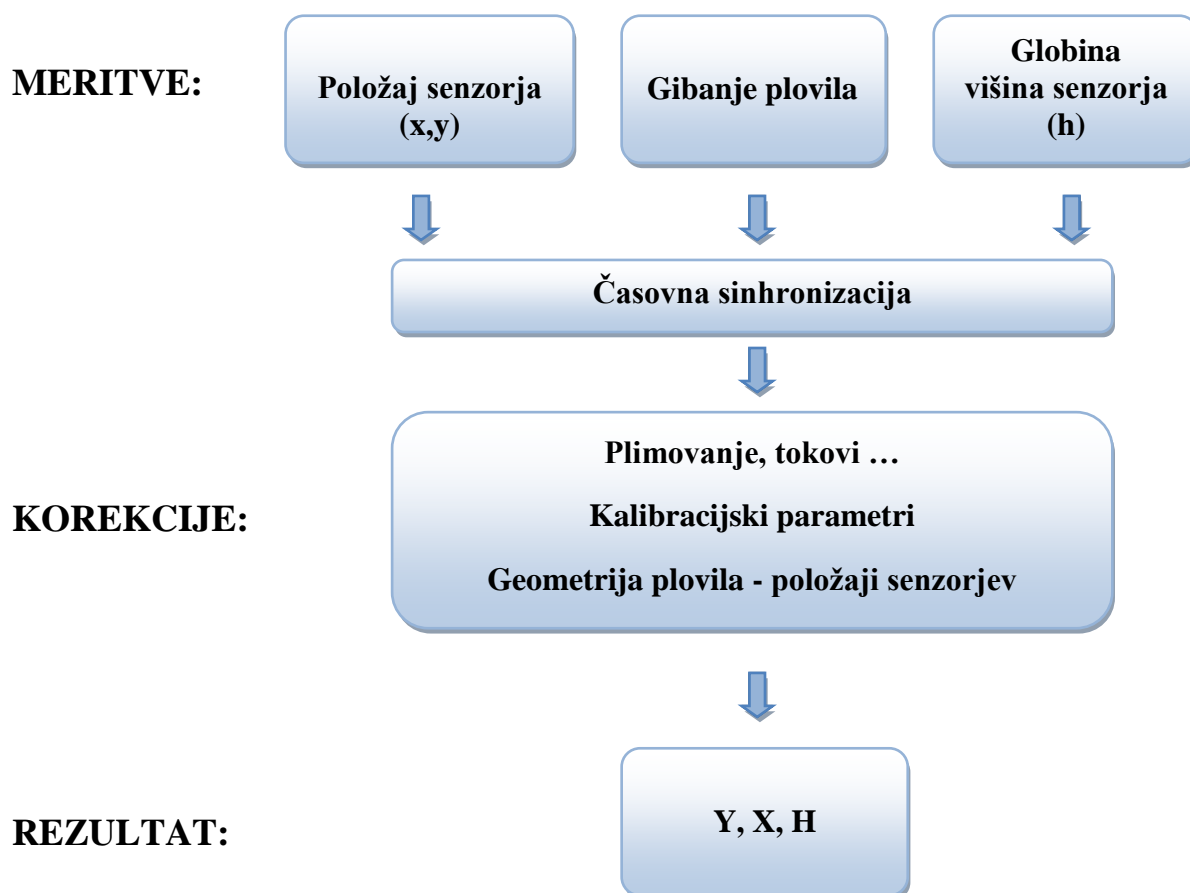 MERITVE:
Položaj senzorja
(x,y)
Gibanje plovila
Globina
višina senzorja
(h)
Časovna sinhronizacija
KOREKCIJE:
Plimovanje, tokovi …
Kalibracijski parametri
Geometrija plovila - položaji senzorjev
REZULTAT:
Y, X, H